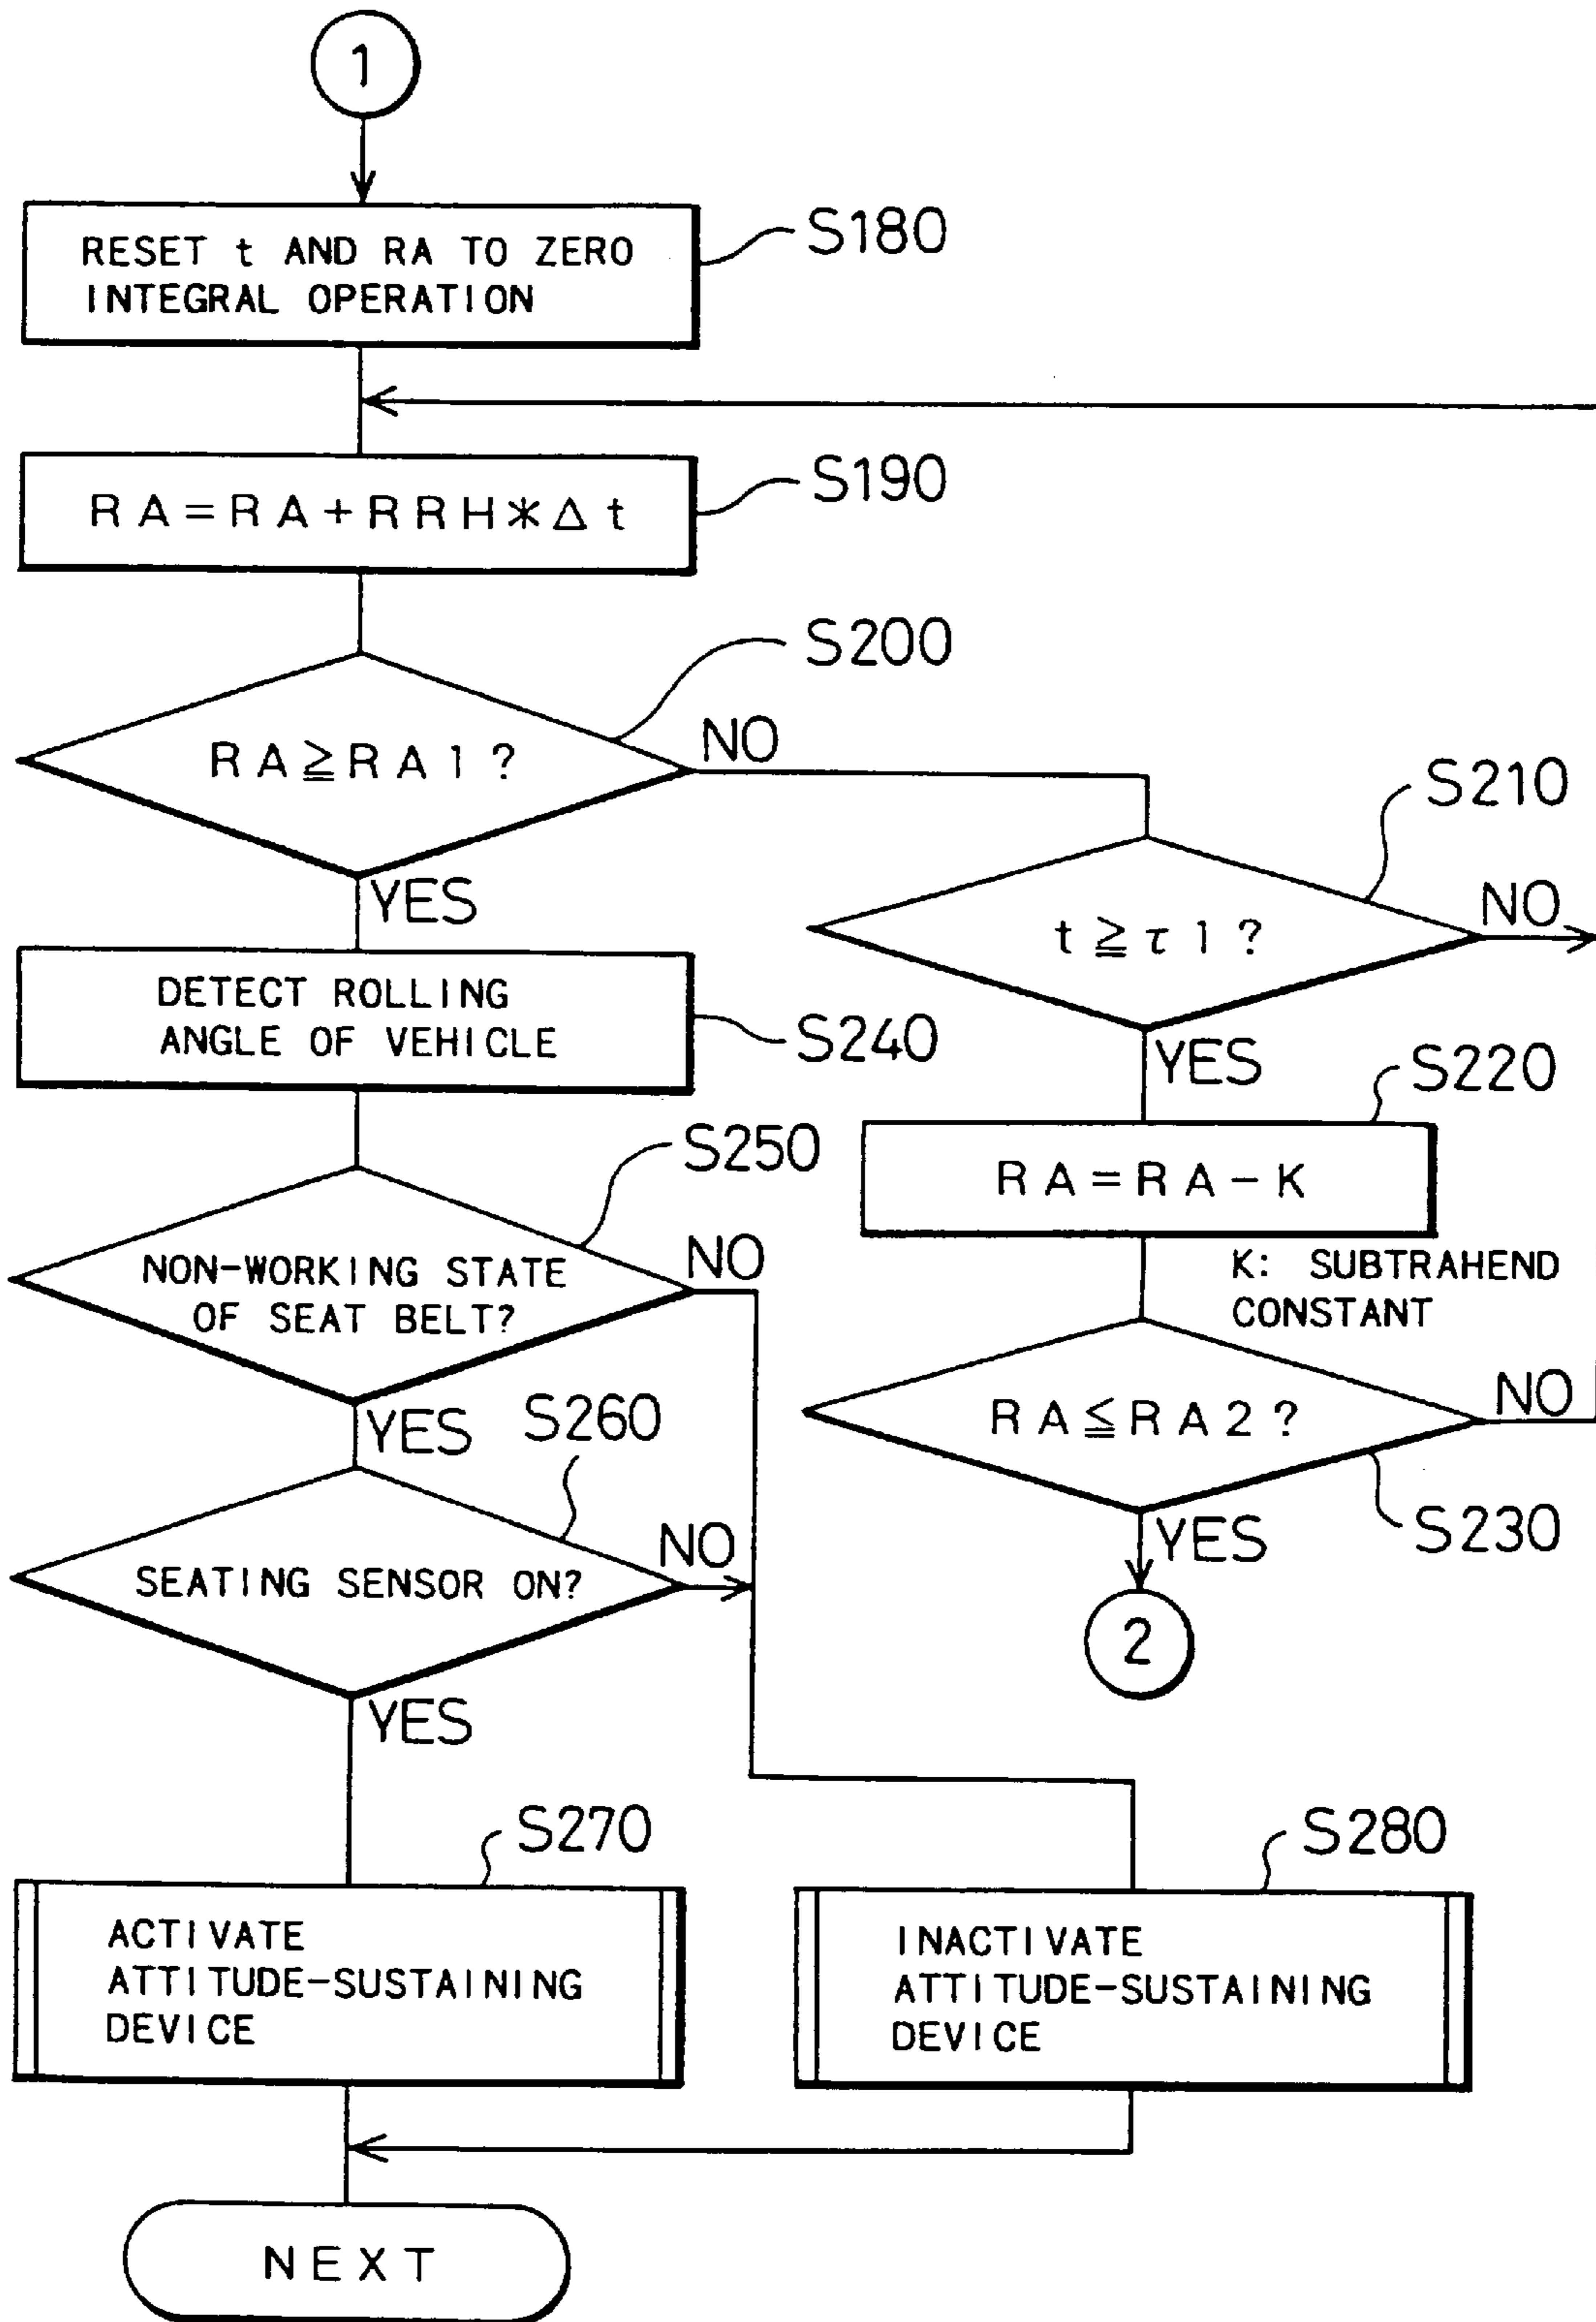 1
RESET t AND RA TO ZERO
INTEGRAL OPERATION
S180
RA=RA+RRH*Δt
S190
S200
RA≧RA1?
NO
YES
S210
t≧τ1?
NO
YES
DETECT ROLLING
ANGLE OF VEHICLE
S240
S220
RA=RA-K
K: SUBTRAHEND
CONSTANT
S250
NON-WORKING STATE
OF SEAT BELT?
NO
YES
RA≦RA2?
NO
YES
S230
2
S260
SEATING SENSOR ON?
NO
YES
S270
ACTIVATE
ATTITUDE-SUSTAINING
DEVICE
S280
INACTIVATE
ATTITUDE-SUSTAINING
DEVICE
NEXT